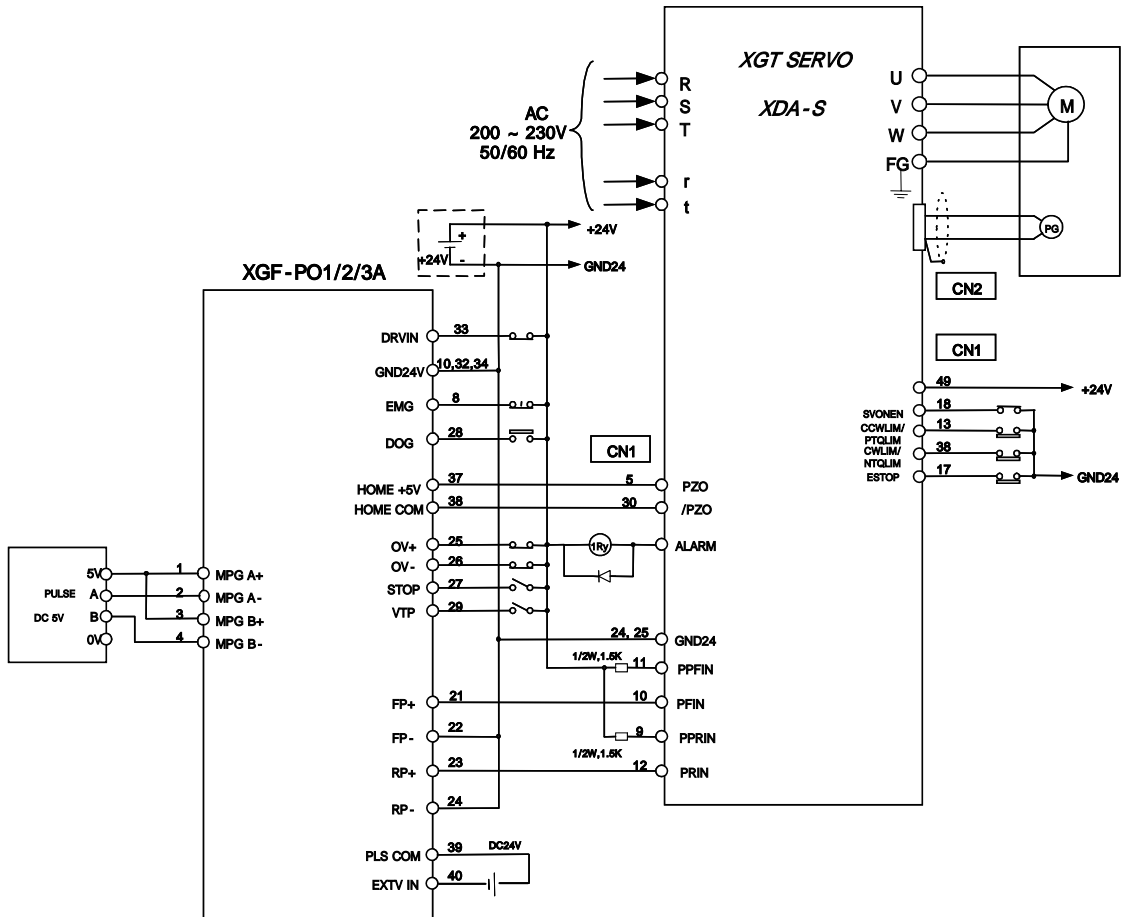 XGT SERVO
XDA-S
AC
200 ~ 230V
50/60 Hz
R
S
T
r
t
U
V
W
FG
M
PG
CN2
CN1
+24V
+
-
+24V
GND24
XGF-PO1/2/3A
DRVIN 33
GND24V 10,32,34
EMG 8
DOG 28
HOME +5V 37
HOME COM 38
OV+ 25
OV- 26
STOP 27
VTP 29
FP+ 21
FP- 22
RP+ 23
RP- 24
PLS COM 39
EXTV IN 40
DC24V
PULSE
DC 5V
5V
A
B
0V
1 MPG A+
2 MPG A-
3 MPG B+
4 MPG B-
CN1
5 PZO
30 /PZO
1Ry
ALARM
24, 25 GND24
1/2W,1.5K
11 PPFIN
10 PFIN
9 PPRIN
1/2W,1.5K
12 PRIN
49 +24V
SVONEN 18
CCWLIM/
PTQLIM 13
CWLIM/
NTQLIM 38
ESTOP 17
GND24